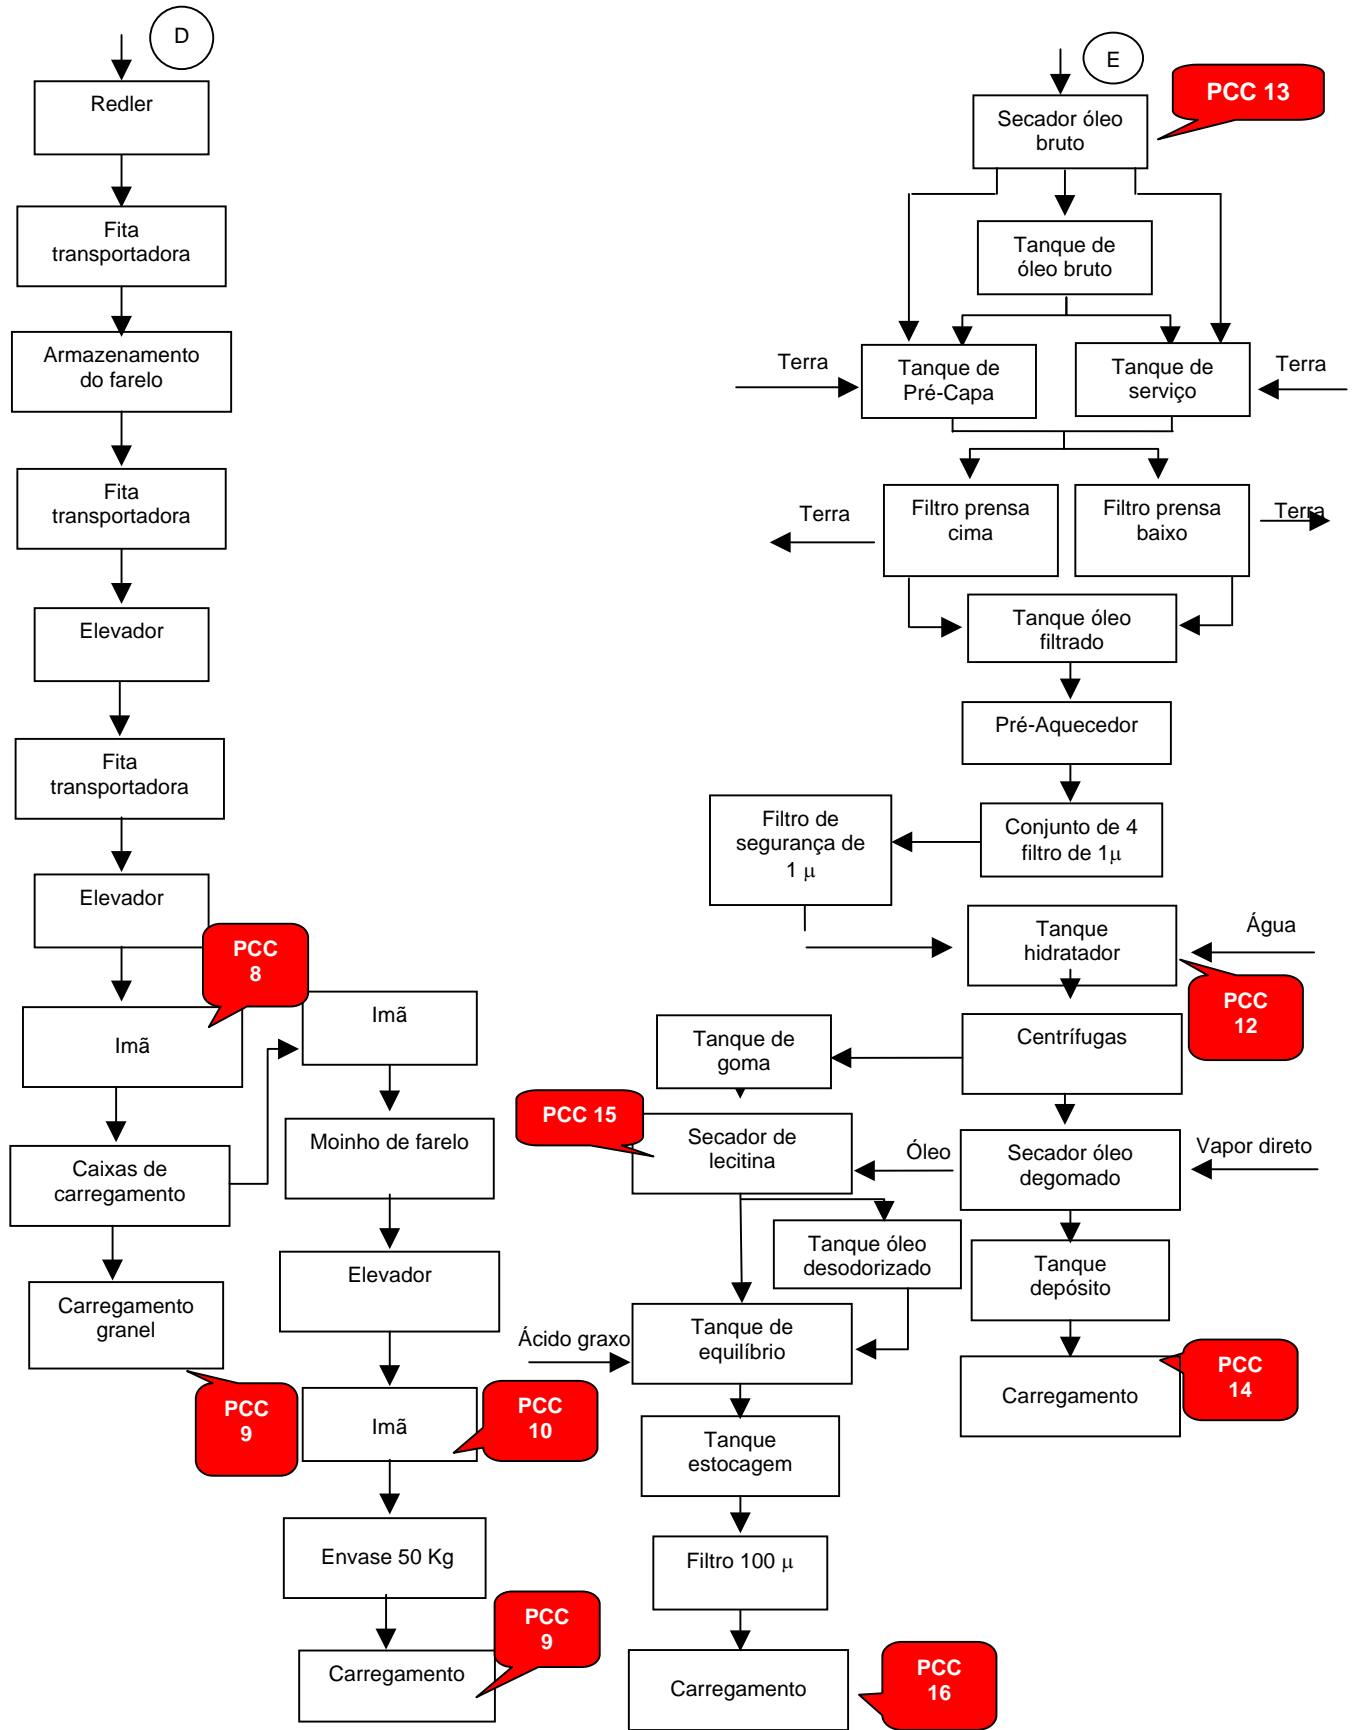 D
Redler
Fita
transportadora
Armazenamento
do farelo
Fita
transportadora
Elevador
Fita
transportadora
Elevador
PCC
8
Imã
Caixas de
carregamento
Carregamento
granel
PCC
9
Imã
Moinho de farelo
Elevador
Imã
PCC
10
Envase 50 Kg
PCC
9
Carregamento
E
PCC 13
Secador óleo
bruto
Tanque de
óleo bruto
Terra
Tanque de
Pré-Capa
Tanque de
serviço
Terra
Terra
Filtro prensa
cima
Filtro prensa
baixo
Terra
Tanque óleo
filtrado
Pré-Aquecedor
Conjunto de 4
filtro de 1µ
Filtro de
segurança de
1 µ
Tanque
hidratador
Água
PCC
12
Centrífugas
Tanque de
goma
PCC 15
Secador de
lecitina
Óleo
Secador óleo
degomado
Vapor direto
Tanque óleo
desodorizado
Tanque
depósito
Ácido graxo
Tanque de
equilíbrio
Carregamento
PCC
14
Tanque
estocagem
Filtro 100 µ
Carregamento
PCC
16